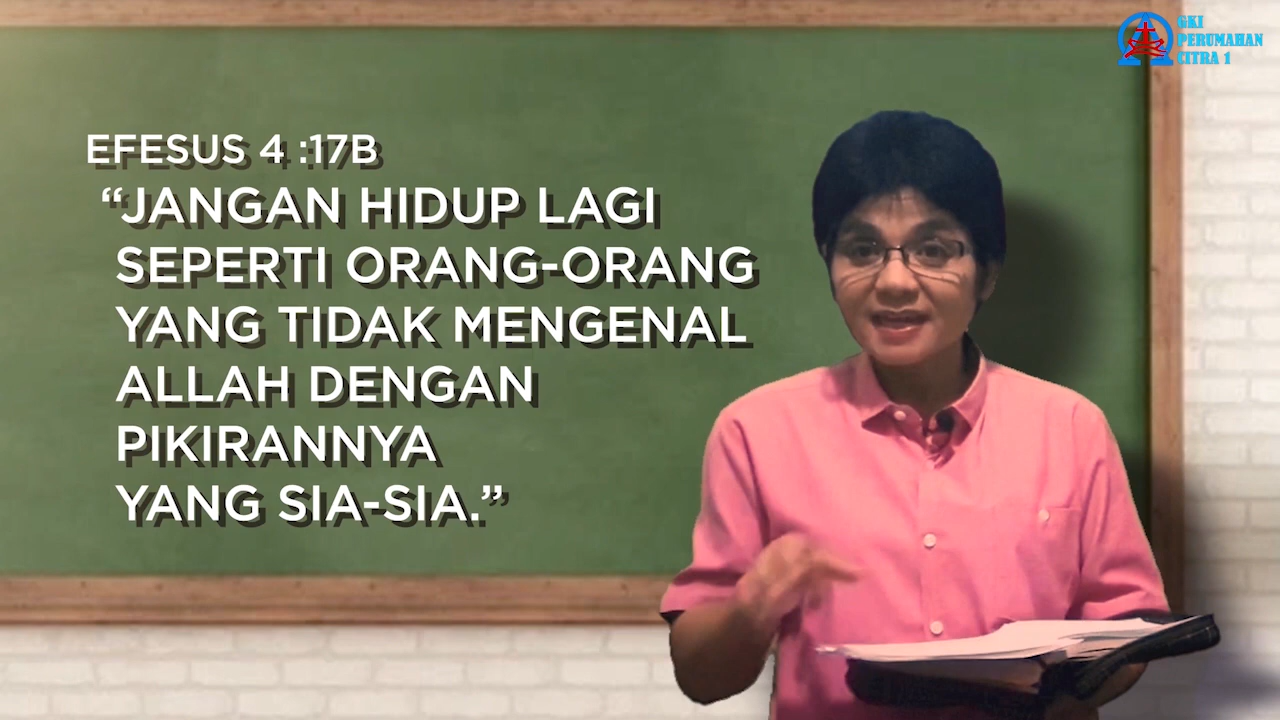 GKI
PERUMAHAN
CITRA 1
EFESUS 4 :17B
“JANGAN HIDUP LAGI
SEPERTI ORANG-ORANG
YANG TIDAK MENGENAL
ALLAH DENGAN
PIKIRANNYA
YANG SIA-SIA.”